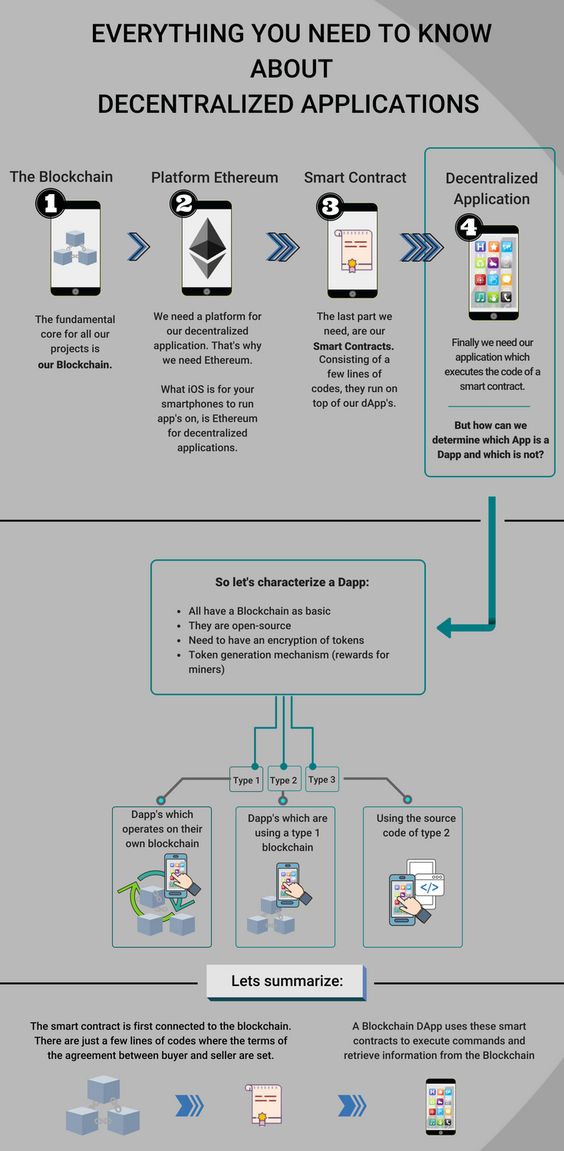 EVERYTHING YOU NEED TO KNOW
ABOUT
DECENTRALIZED APPLICATIONS
The Blockchain
1
The fundamental
core for all our
projects is
our Blockchain.
Platform Ethereum
2
We need a platform for
our decentralized
application. That's why
we need Ethereum.
What iOS is for your
smartphones to run
app's on, is Ethereum
for decentralized
applications.
Smart Contract
3
The last part we
need, are our
Smart Contracts.
Consisting of a
few lines of
codes, they run on
top of our dApp's.
Decentralized
Application
4
Finally we need our
application which
executes the code of a
smart contract.
But how can we
determine which App is a
Dapp and which is not?
So let's characterize a Dapp:
• All have a Blockchain as basic
• They are open-source
• Need to have an encryption of tokens
• Token generation mechanism (rewards for
miners)
Type 1
Type 2
Type 3
Dapp's which
operates on their
own blockchain
Dapp's which are
using a type 1
blockchain
Using the source
code of type 2
</>
Lets summarize:
The smart contract is first connected to the blockchain.
There are just a few lines of codes where the terms of
the agreement between buyer and seller are set.
A Blockchain DApp uses these smart
contracts to execute commands and
retrieve information from the Blockchain